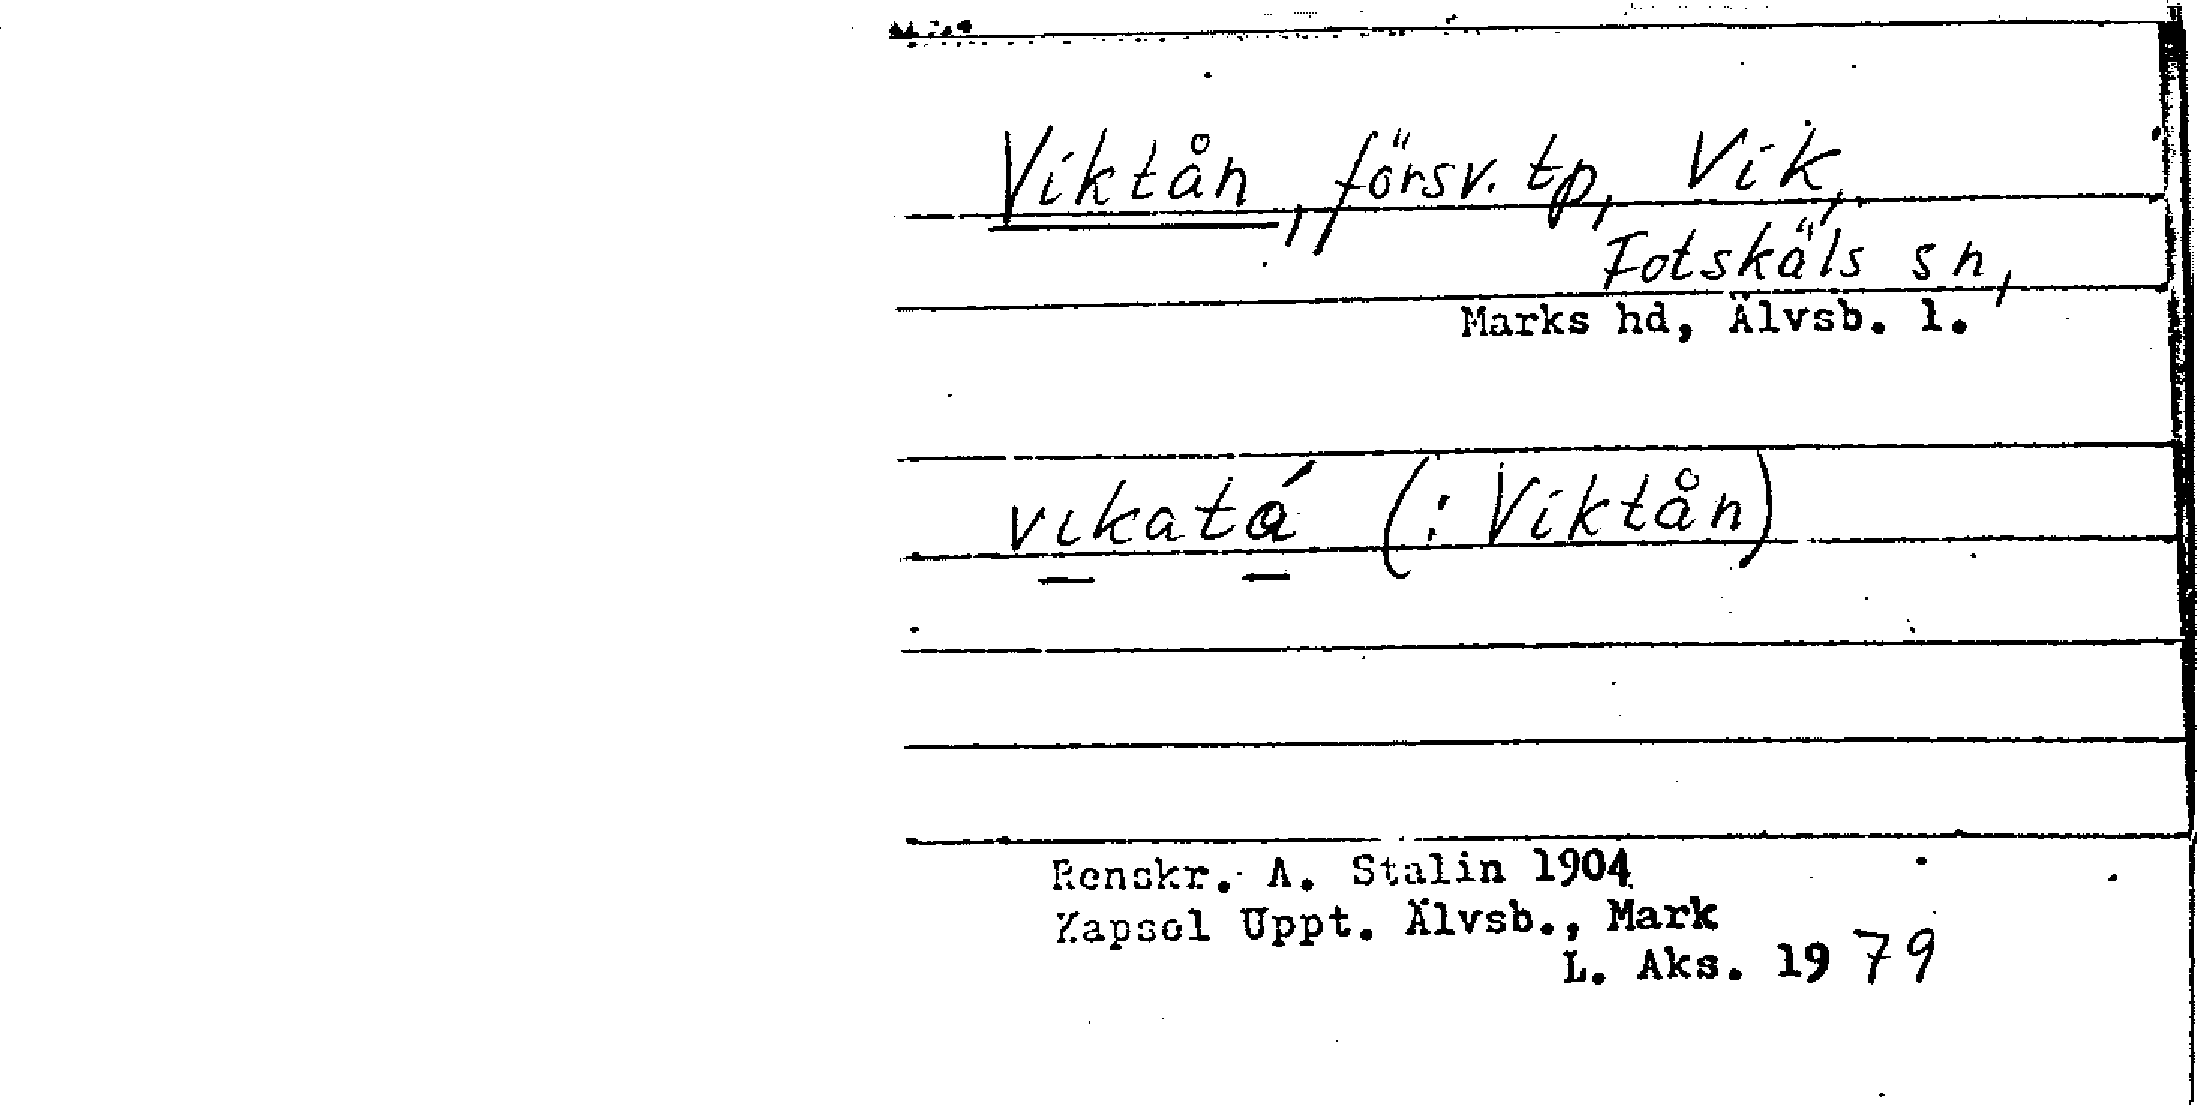 Viktån, försv. tp, Vik,
Fotskäls sn,
Marks hd, Älvsb. l.
vıkatá (: Viktån)
Renskr. A. Stalin 1904
Kapsel Uppt. Älvsb., Mark
L. Aks. 1979